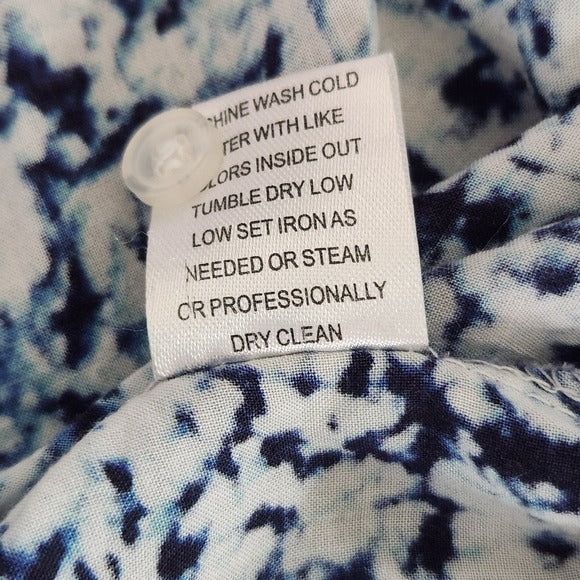 CHINE WASH COLD
TER WITH LIKE
OLORS INSIDE OUT
TUMBLE DRY LOW
LOW SET IRON AS
NEEDED OR STEAM
OR PROFESSIONALLY
DRY CLEAN